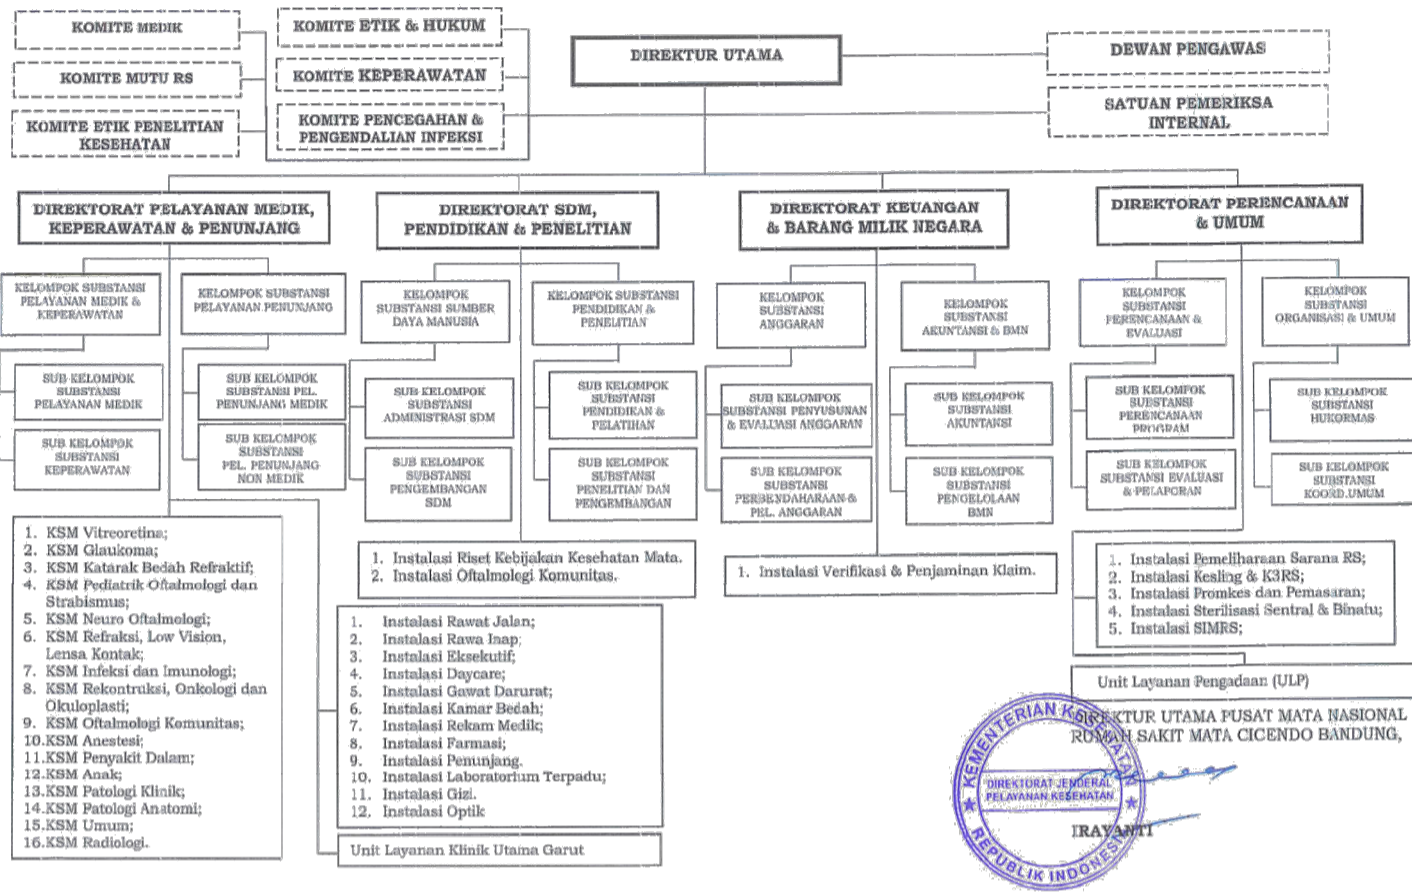 KOMITE MEDIK
KOMITE MUTU RS
KOMITE ETIK PENELITIAN
KESEHATAN
KOMITE ETIK & HUKUM
KOMITE KEPERAWATAN
KOMITE PENCEGAHAN &
PENGENDALIAN INFEKSI
DIREKTUR UTAMA
DEWAN PENGAWAS
SATUAN PEMERIKSA
INTERNAL
DIREKTORAT PELAYANAN MEDIK,
KEPERAWATAN & PENUNJANG
DIREKTORAT SDM,
PENDIDIKAN & PENELITIAN
DIREKTORAT KEUANGAN
& BARANG MILIK NEGARA
DIREKTORAT PERENCANAAN
& UMUM
KELOMPOK SUBSTANSI
PELAYANAN MEDIK &
KEPERAWATAN
KELOMPOK SUBSTANSI
PELAYANAN PENUNJANG
KELOMPOK
SUBSTANSI SUMBER
DAYA MANUSIA
KELOMPOK SUBSTANSI
PENDIDIKAN &
PENELITIAN
KELOMPOK
SUBSTANSI
ANGGARAN
KELOMPOK
SUBSTANSI
AKUNTANSI & BMN
KELOMPOK
SUBSTANSI
PERENCANAAN &
EVALUASI
KELOMPOK
SUBSTANSI
ORGANISASI & UMUM
SUB KELOMPOK
SUBSTANSI
PELAYANAN MEDIK
SUB KELOMPOK
SUBSTANSI PEL.
PENUNJANG MEDIK
SUB KELOMPOK
SUBSTANSI
ADMINISTRASI SDM
SUB KELOMPOK
SUBSTANSI
PENDIDIKAN &
PELATIHAN
SUB KELOMPOK
SUBSTANSI PENYUSUNAN
& EVALUASI ANGGARAN
SUB KELOMPOK
SUBSTANSI
AKUNTANSI
SUB KELOMPOK
SUBSTANSI
PERENCANAAN
PROGRAM
SUB KELOMPOK
SUBSTANSI
HUKORMAS
SUB KELOMPOK
SUBSTANSI
KEPERAWATAN
SUB KELOMPOK
SUBSTANSI
PEL. PENUNJANG
NON MEDIK
SUB KELOMPOK
SUBSTANSI
PENGEMBANGAN
SDM
SUB KELOMPOK
SUBSTANSI
PENELITIAN DAN
PENGEMBANGAN
SUB KELOMPOK
SUBSTANSI
PERBENDAHARAAN &
PEL. ANGGARAN
SUB KELOMPOK
SUBSTANSI
PENGELOLAAN
BMN
SUB KELOMPOK
SUBSTANSI EVALUASI
& PELAPORAN
SUB KELOMPOK
SUBSTANSI
KOORD.UMUM
1. KSM Vitreoretina;
2. KSM Glaukoma;
3. KSM Katarak Bedah Refraktif;
4. KSM Pediatrik Oftalmologi dan
Strabismus;
5. KSM Neuro Oftalmologi;
6. KSM Refraksi, Low Vision,
Lensa Kontak;
7. KSM Infeksi dan Imunologi;
8. KSM Rekontruksi, Onkologi dan
Okuloplasti;
9. KSM Oftalmologi Komunitas;
10.KSM Anestesi;
11.KSM Penyakit Dalam;
12.KSM Anak;
13.KSM Patologi Klinik;
14.KSM Patologi Anatomi;
15.KSM Umum;
16.KSM Radiologi.
1. Instalasi Riset Kebijakan Kesehatan Mata.
2. Instalasi Oftalmologi Komunitas.
1. Instalasi Rawat Jalan;
2. Instalasi Rawa Inap;
3. Instalasi Eksekutif;
4. Instalasi Daycare;
5. Instalasi Gawat Darurat;
6. Instalasi Kamar Bedah;
7. Instalasi Rekam Medik;
8. Instalasi Farmasi;
9. Instalasi Penunjang.
10. Instalasi Laboratorium Terpadu;
11. Instalasi Gizi.
12. Instalasi Optik
Unit Layanan Klinik Utama Garut
1. Instalasi Verifikasi & Penjaminan Klaim.
1. Instalasi Pemeliharaan Sarana RS;
2. Instalasi Kesling & K3RS;
3. Instalasi Promkes dan Pemasaran;
4. Instalasi Sterilisasi Sentral & Binatu;
5. Instalasi SIMRS;
Unit Layanan Pengadaan (ULP)
DIREKTUR UTAMA PUSAT MATA NASIONAL
RUMAH SAKIT MATA CICENDO BANDUNG,
KEMENTERIAN KESEHATAN
DIREKTORAT JENDERAL
PELAYANAN KESEHATAN
REPUBLIK INDONESIA
IRAYANTI